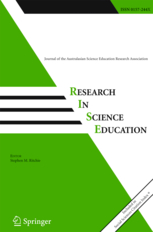 ISSN 0157-244X
Journal of the Australasian Science Education Research Association
RESEARCH
IN
SCIENCE
EDUCATION
Editor:
Stephen M. Ritchie
Springer